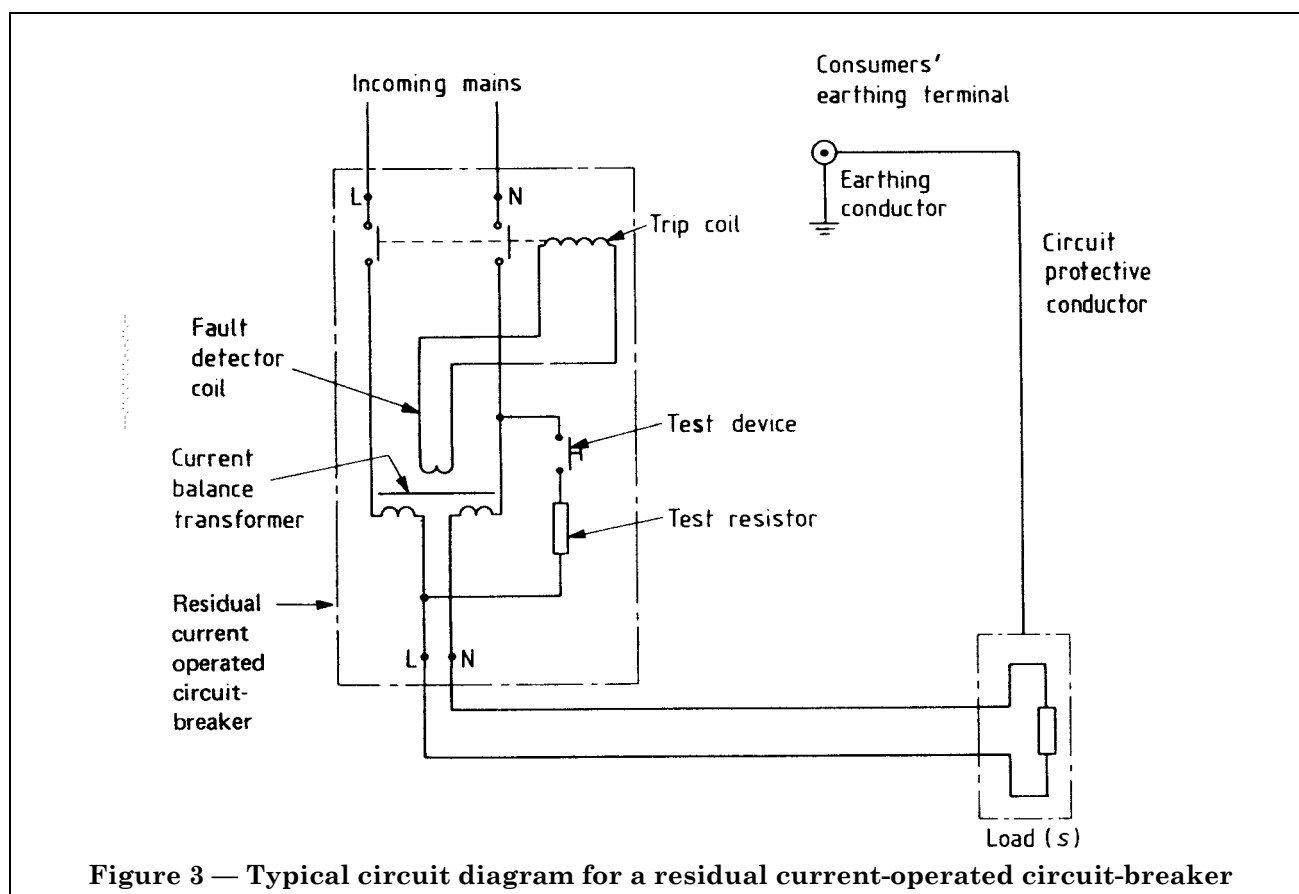 Incoming mains
Consumers'
earthing terminal
L
N
Earthing
conductor
Trip coil
Circuit
protective
conductor
Fault
detector
coil
Test device
Current
balance
transformer
Test resistor
Residual
current
operated
circuit-
breaker
L
N
Load (s)
Figure 3 — Typical circuit diagram for a residual current-operated circuit-breaker